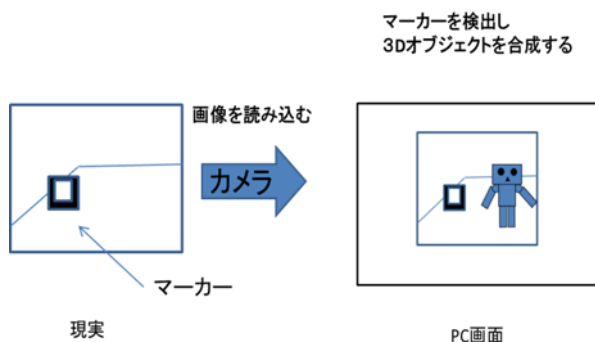 マーカーを検出し
3Dオブジェクトを合成する
画像を読み込む
カメラ
マーカー
現実
PC画面